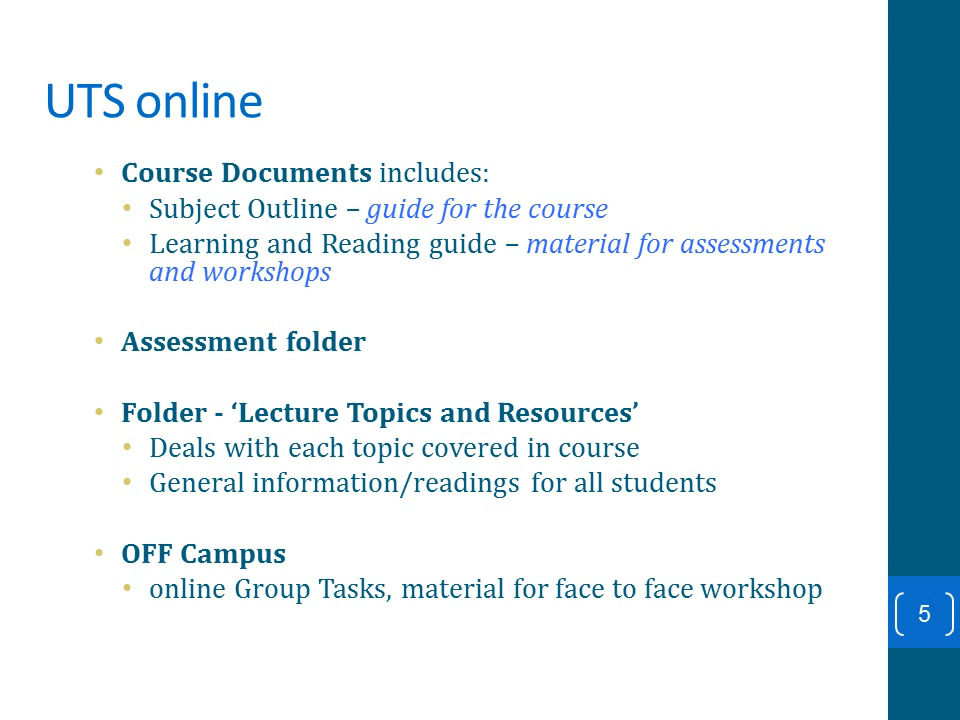 UTS online
• Course Documents includes:
• Subject Outline – guide for the course
• Learning and Reading guide – material for assessments
and workshops
• Assessment folder
• Folder - ‘Lecture Topics and Resources’
• Deals with each topic covered in course
• General information/readings for all students
• OFF Campus
• online Group Tasks, material for face to face workshop
5